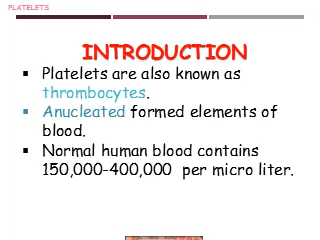 PLATELETS
INTRODUCTION
▪ Platelets are also known as
thrombocytes.
▪ Anucleated formed elements of
blood.
▪ Normal human blood contains
150,000-400,000 per micro liter.